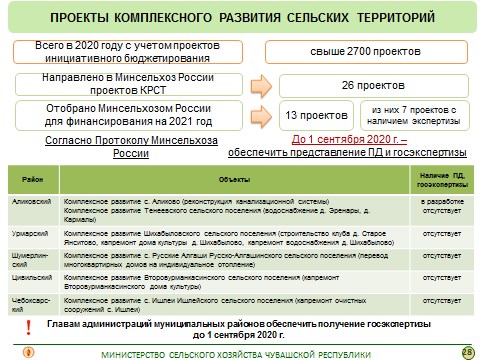 ПРОЕКТЫ КОМПЛЕКСНОГО РАЗВИТИЯ СЕЛЬСКИХ ТЕРРИТОРИЙ
Всего в 2020 году с учетом проектов
инициативного бюджетирования
свыше 2700 проектов
Направлено в Минсельхоз России
проектов КРСТ
26 проектов
Отобрано Минсельхозом России
для финансирования на 2021 год
13 проектов
из них 7 проектов с
наличием экспертизы
Согласно Протоколу Минсельхоза
России
До 1 сентября 2020 г. –
обеспечить представление ПД и госэкспертизы
Район
Объекты
Наличие ПД,
госэкспертизы
Аликовский
Комплексное развитие с. Аликово (реконструкция канализационной системы)
Комплексное развитие Тенеевского сельского поселения (водоснабжение д. Эренары, д.
Кармалы)
в разработке
отсутствует
Урмарский
Комплексное развитие Шихабыловского сельского поселения (строительство клуба д. Старое
Янситово, капремонт дома культуры д. Шихабылово, капремонт водоснабжения д. Шихабылово)
отсутствует
Шумерлин-
ский
Комплексное развитие с. Русские Алгаши Русско-Алгашинского сельского поселения (перевод
многоквартирных домов на индивидуальное отопление)
отсутствует
Цивильский
Комплексное развитие Второвурманкасинского сельского поселения (капремонт
Второвурманкинского дома культуры)
отсутствует
Чебоксарс-
кий
Комплексное развитие с. Ишлеи Ишлейского сельского поселения (капремонт очистных
сооружений с. Ишлеи)
отсутствует
! Главам администраций муниципальных районов обеспечить получение госэкспертизы
до 1 сентября 2020 г.
МИНИСТЕРСТВО СЕЛЬСКОГО ХОЗЯЙСТВА ЧУВАШСКОЙ РЕСПУБЛИКИ
28